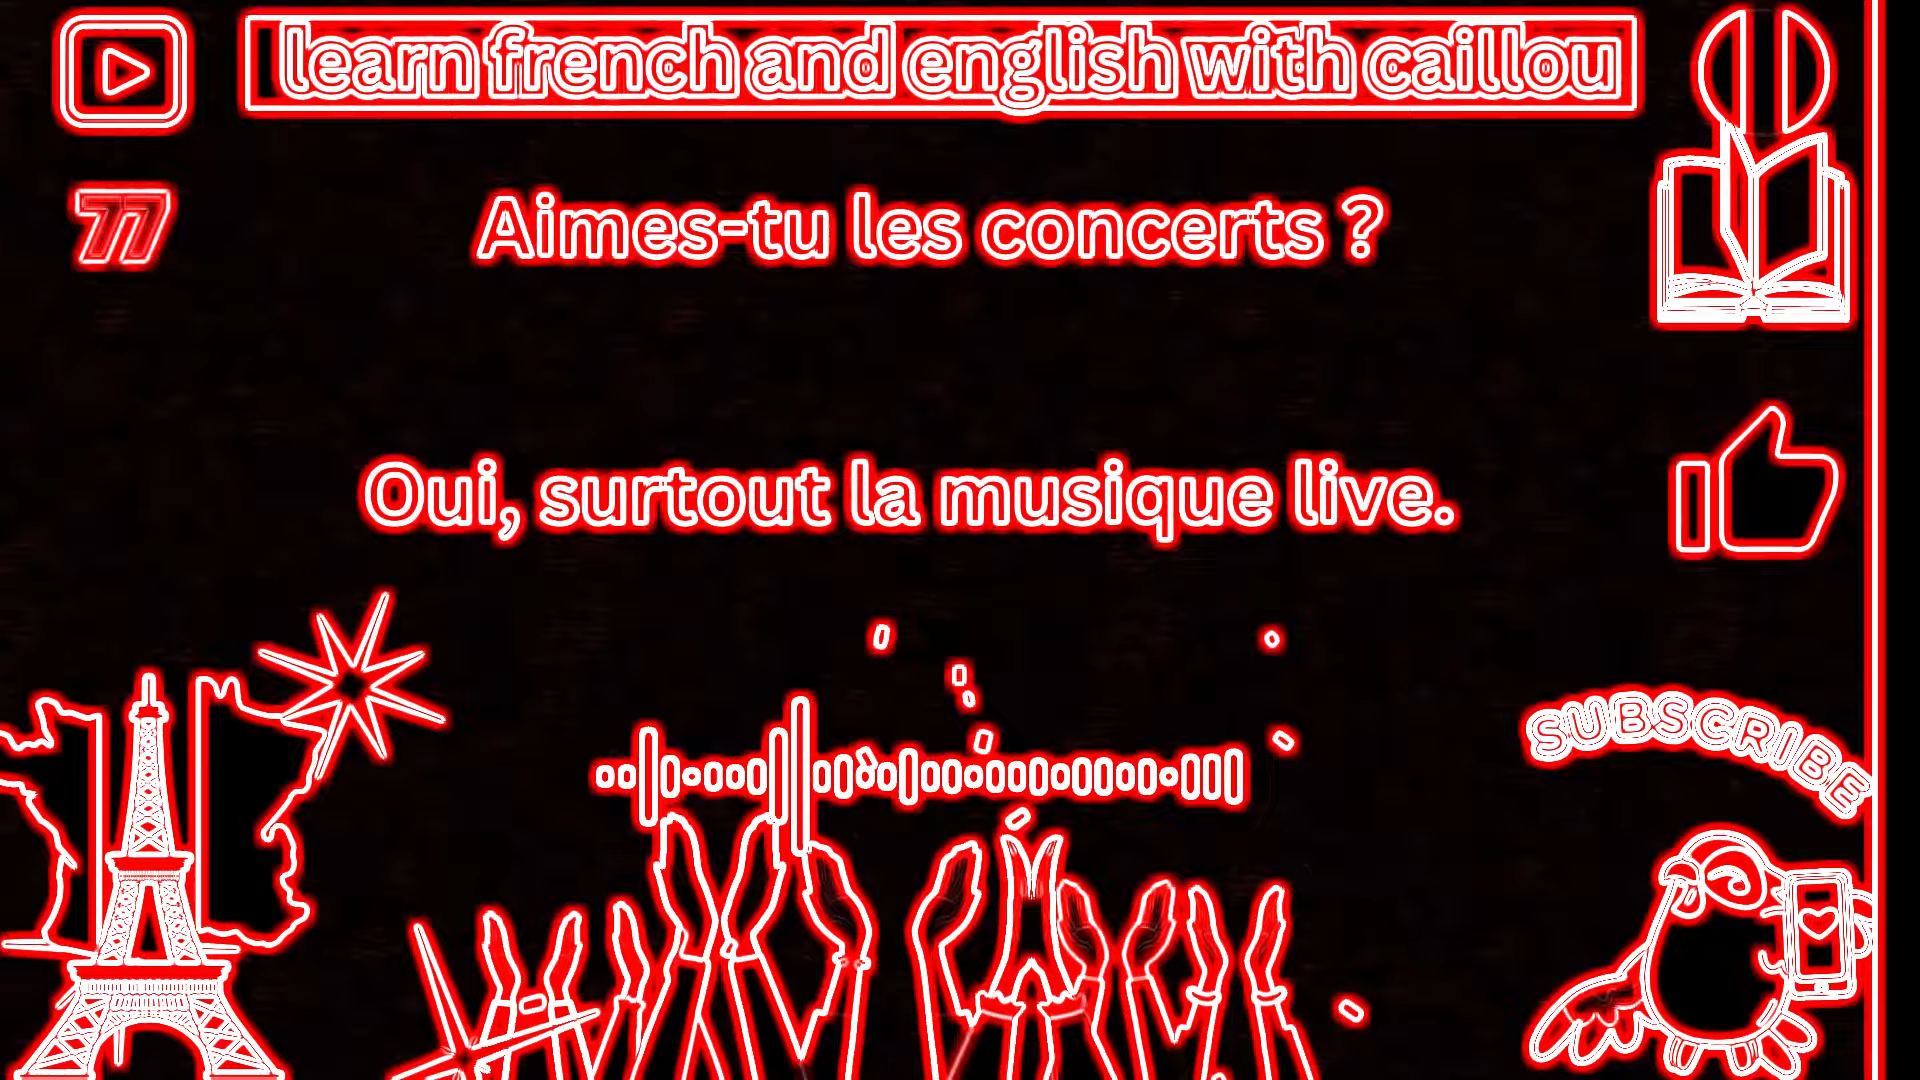 learn french and english with caillou
77
Aimes-tu les concerts ?
Oui, surtout la musique live.
SUBSCRIBE